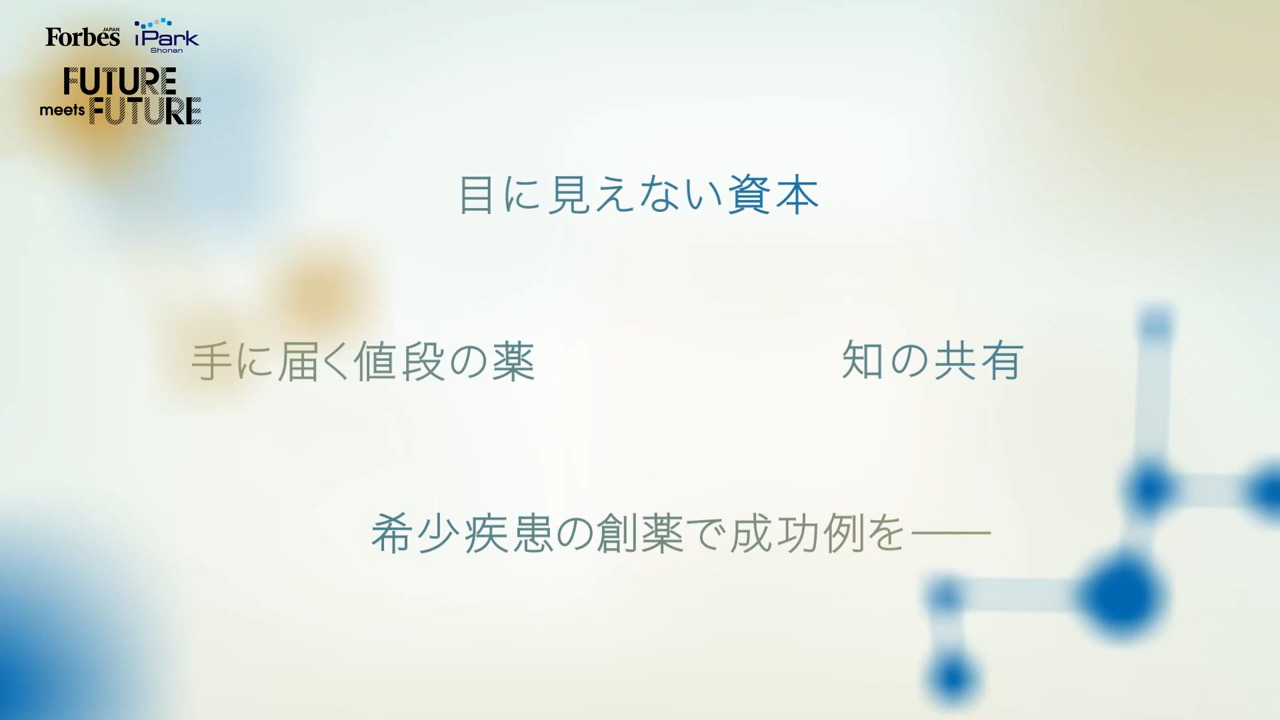 Forbes JAPAN iPark Shonan
FUTURE
meets FUTURE
目に見えない資本
手に届く値段の薬 知の共有
希少疾患の創薬で成功例を――